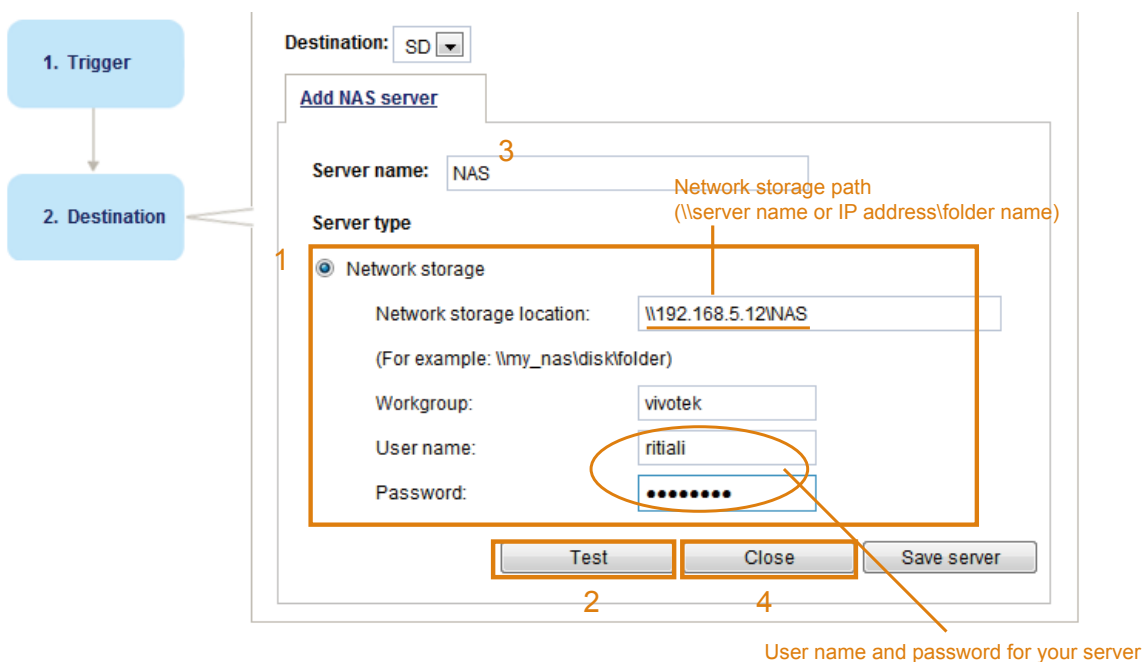 1. Trigger
2. Destination
Destination: SD
Add NAS server
3
Server name: NAS
Network storage path
(\\server name or IP address\folder name)
Server type
1
Network storage
Network storage location: \\192.168.5.12\NAS
(For example: \\my_nas\disk\folder)
Workgroup: vivotek
User name: ritiali
Password: ●●●●●●●●
Test Close Save server
2 4
User name and password for your server